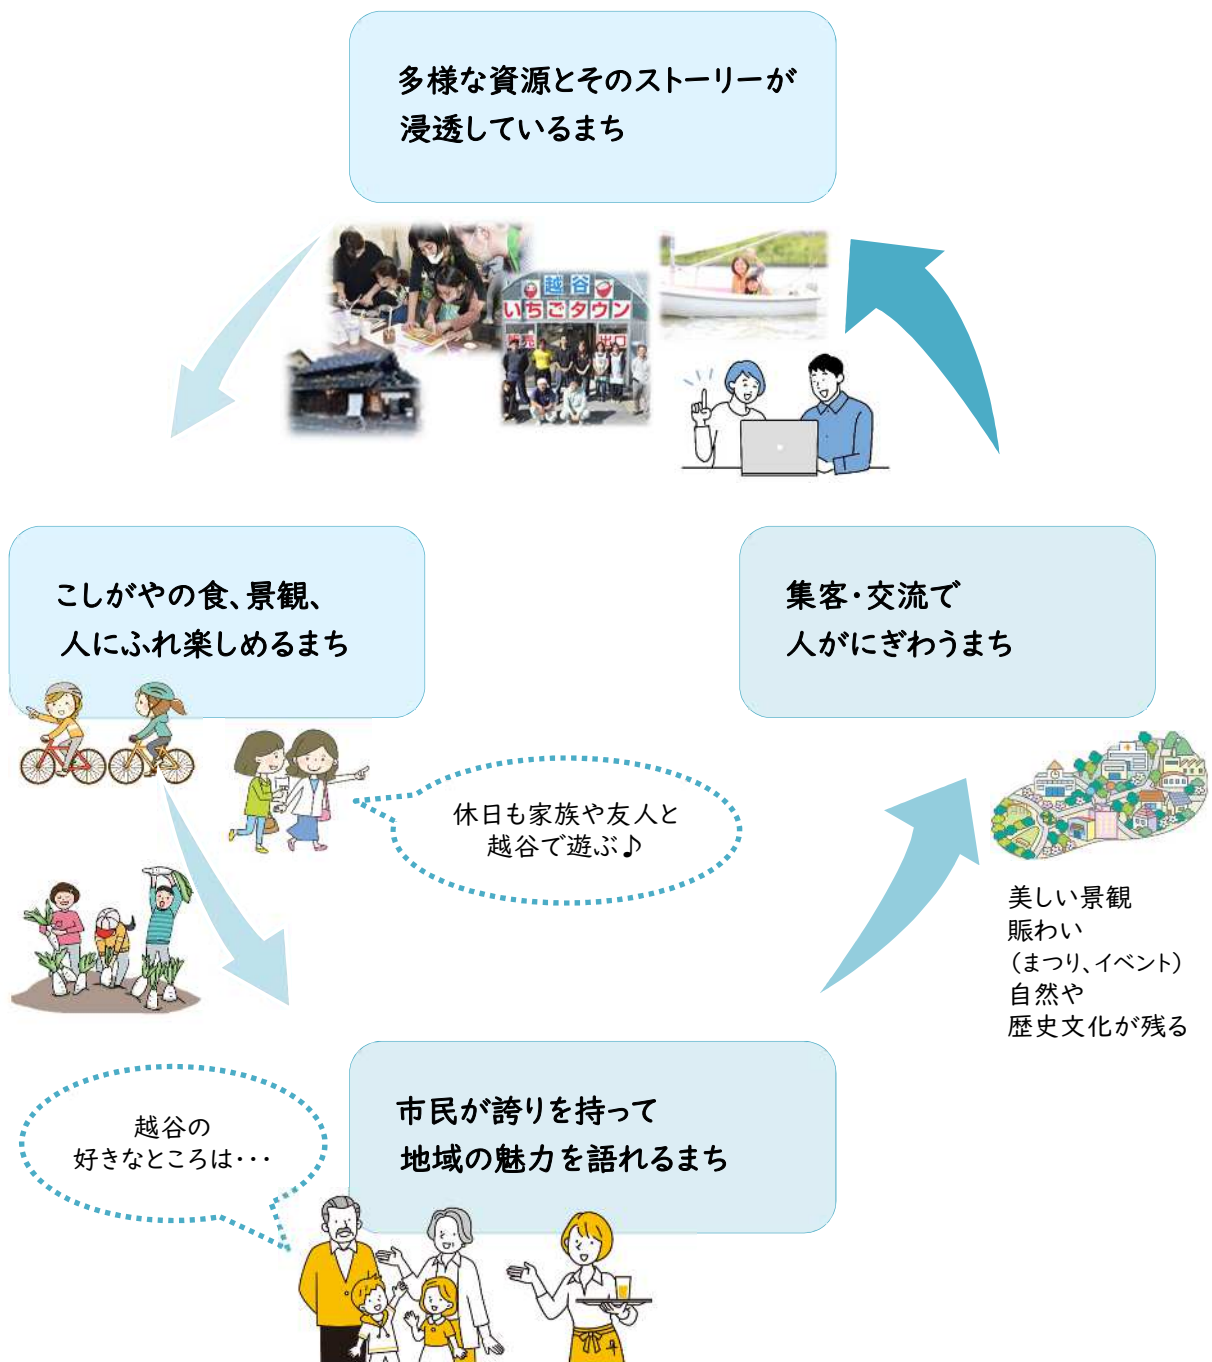 多様な資源とそのストーリーが
浸透しているまち
越谷
いちごタウン
直売
出口
こしがやの食、景観、
人にふれ楽しめるまち
集客・交流で
人がにぎわうまち
休日も家族や友人と
越谷で遊ぶ♪
美しい景観
賑わい
（まつり、イベント）
自然や
歴史文化が残る
市民が誇りを持って
地域の魅力を語れるまち
越谷の
好きなところは・・・